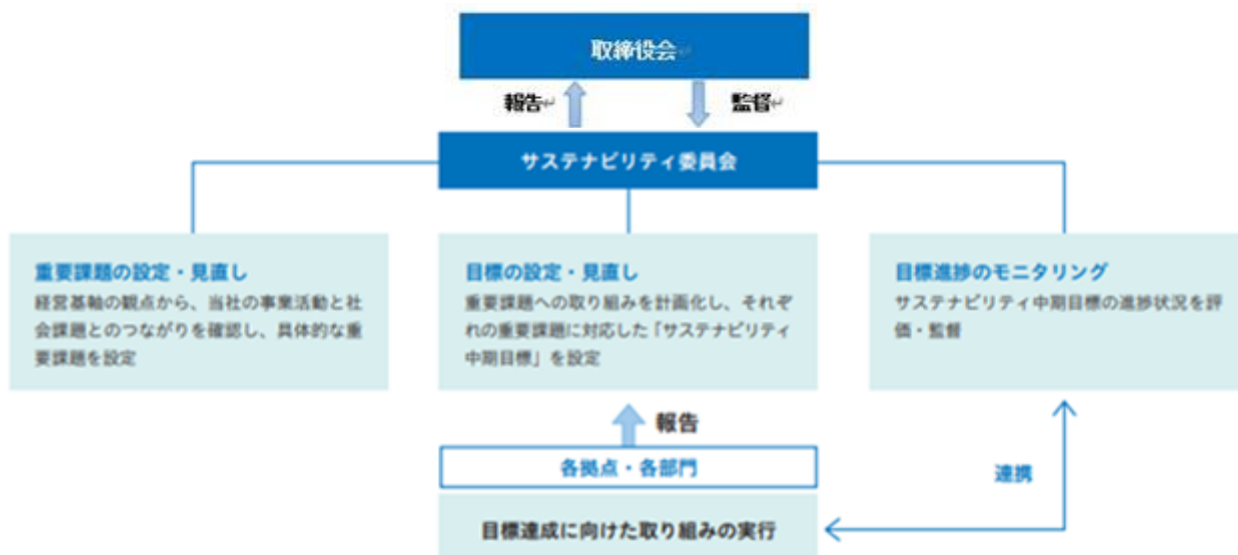 取締役会↵
報告↵
監督↵
サステナビリティ委員会
重要課題の設定・見直し
経営基軸の観点から、当社の事業活動と社
会課題とのつながりを確認し、具体的な重
要課題を設定
目標の設定・見直し
重要課題への取り組みを計画化し、それぞ
れの重要課題に対応した「サステナビリティ
中期目標」を設定
目標進捗のモニタリング
サステナビリティ中期目標の進捗状況を評
価・監督
報告
各拠点・各部門
連携
目標達成に向けた取り組みの実行